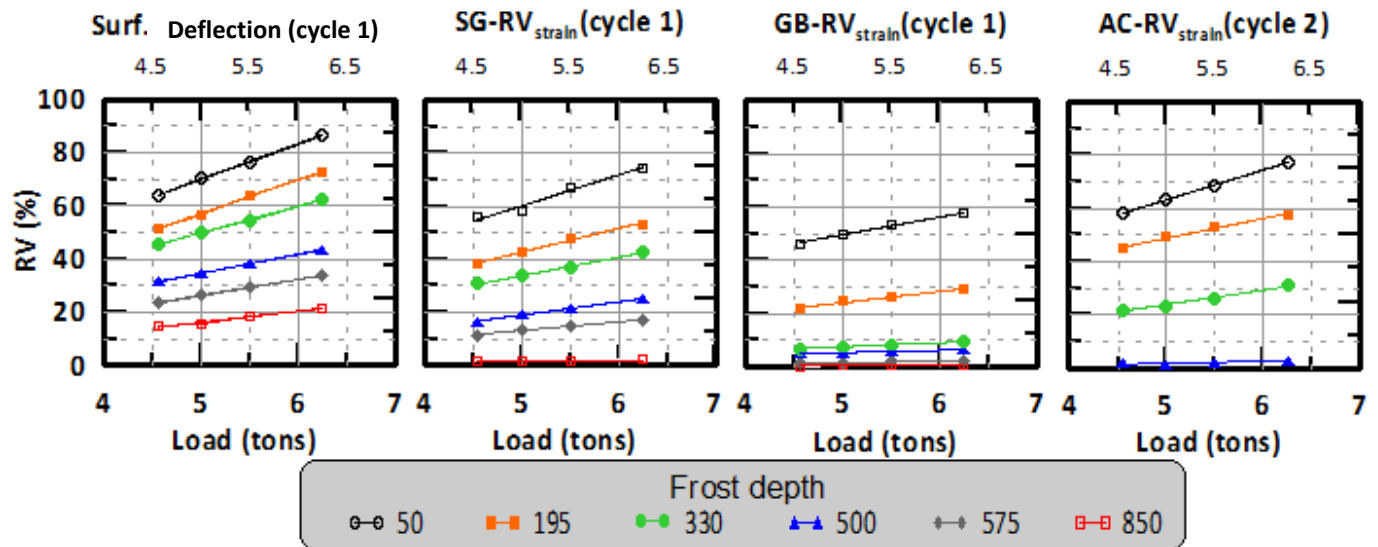 Surf. Deflection (cycle 1) SG-RVstrain(cycle 1) GB-RVstrain(cycle 1) AC-RVstrain(cycle 2)
4.5 5.5 6.5 4.5 5.5 6.5 4.5 5.5 6.5 4.5 5.5 6.5
100
80
60
40
20
0
RV (%)
4 5 6 7 4 5 6 7 4 5 6 7 4 5 6 7
Load (tons) Load (tons) Load (tons) Load (tons)
Frost depth
50 195 330 500 575 850